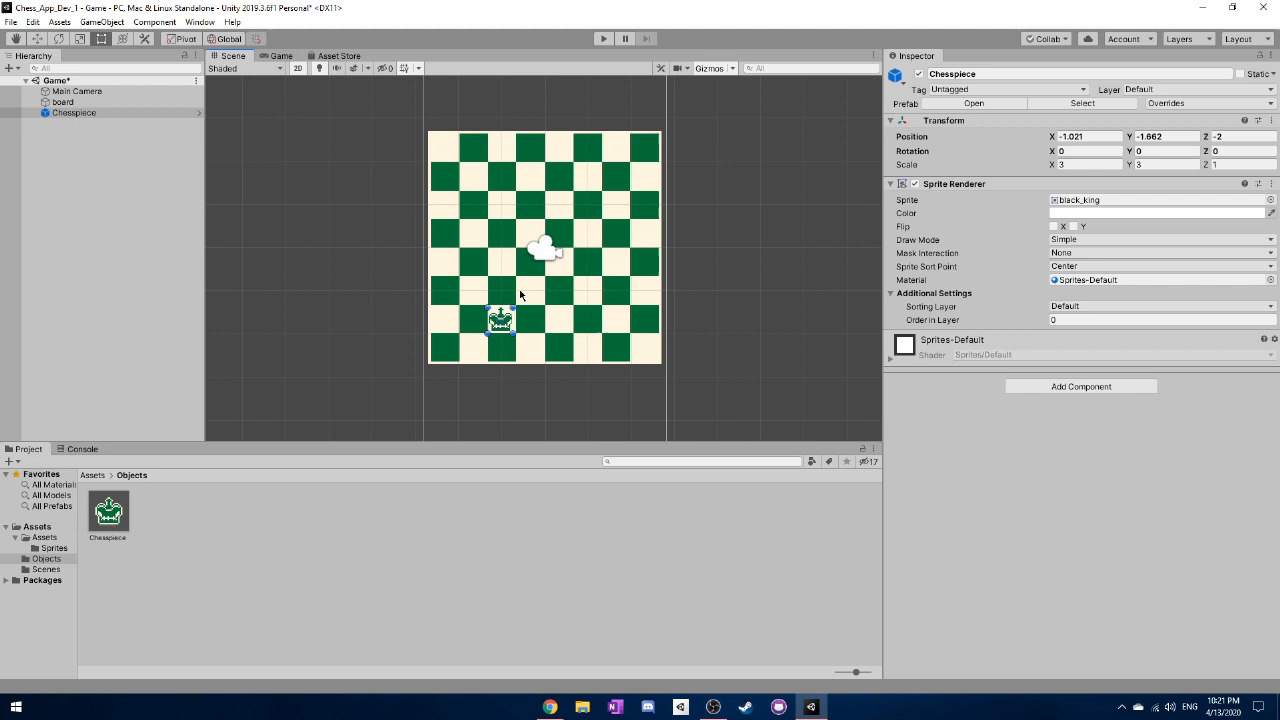 Chess_App_Dev_1 - Game - PC, Mac & Linux Standalone - Unity 2019.3.6f1 Personal* <DX11>
File Edit Assets GameObject Component Window Help
Pivot Global Collab Account Layers Layout
Hierarchy Scene Game Asset Store Inspector
All Shaded 2D 0 Gizmos All Chesspiece Static
Game* Tag Untagged Layer Default
Main Camera Prefab Open Select Overrides
board
Chesspiece
Transform
Position X -1.021 Y -1.662 Z -2
Rotation X 0 Y 0 Z 0
Scale X 3 Y 3 Z 1
Sprite Renderer
Sprite black_king
Color
Flip X Y
Draw Mode Simple
Mask Interaction None
Sprite Sort Point Center
Material Sprites-Default
Additional Settings
Sorting Layer Default
Order in Layer 0
Sprites-Default
Shader Sprites/Default
Add Component
Project Console
17
Favorites Assets > Objects
All Material
All Models
All Prefabs
Assets
Assets Chesspiece
Sprites
Objects
Scenes
Packages
ENG 10:21 PM
4/13/2020